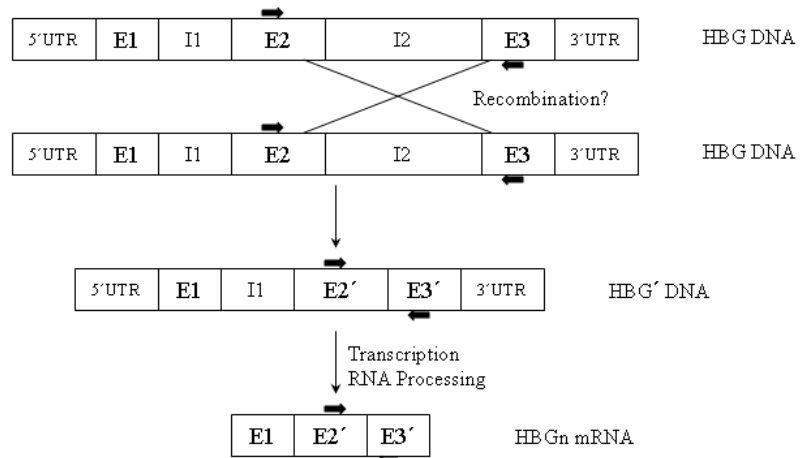 5´UTR E1 I1 E2 I2 E3 3´UTR HBG DNA
Recombination?
5´UTR E1 I1 E2 I2 E3 3´UTR HBG DNA
5´UTR E1 I1 E2´ E3´ 3´UTR HBG´ DNA
Transcription
RNA Processing
E1 E2´ E3´ HBGn mRNA